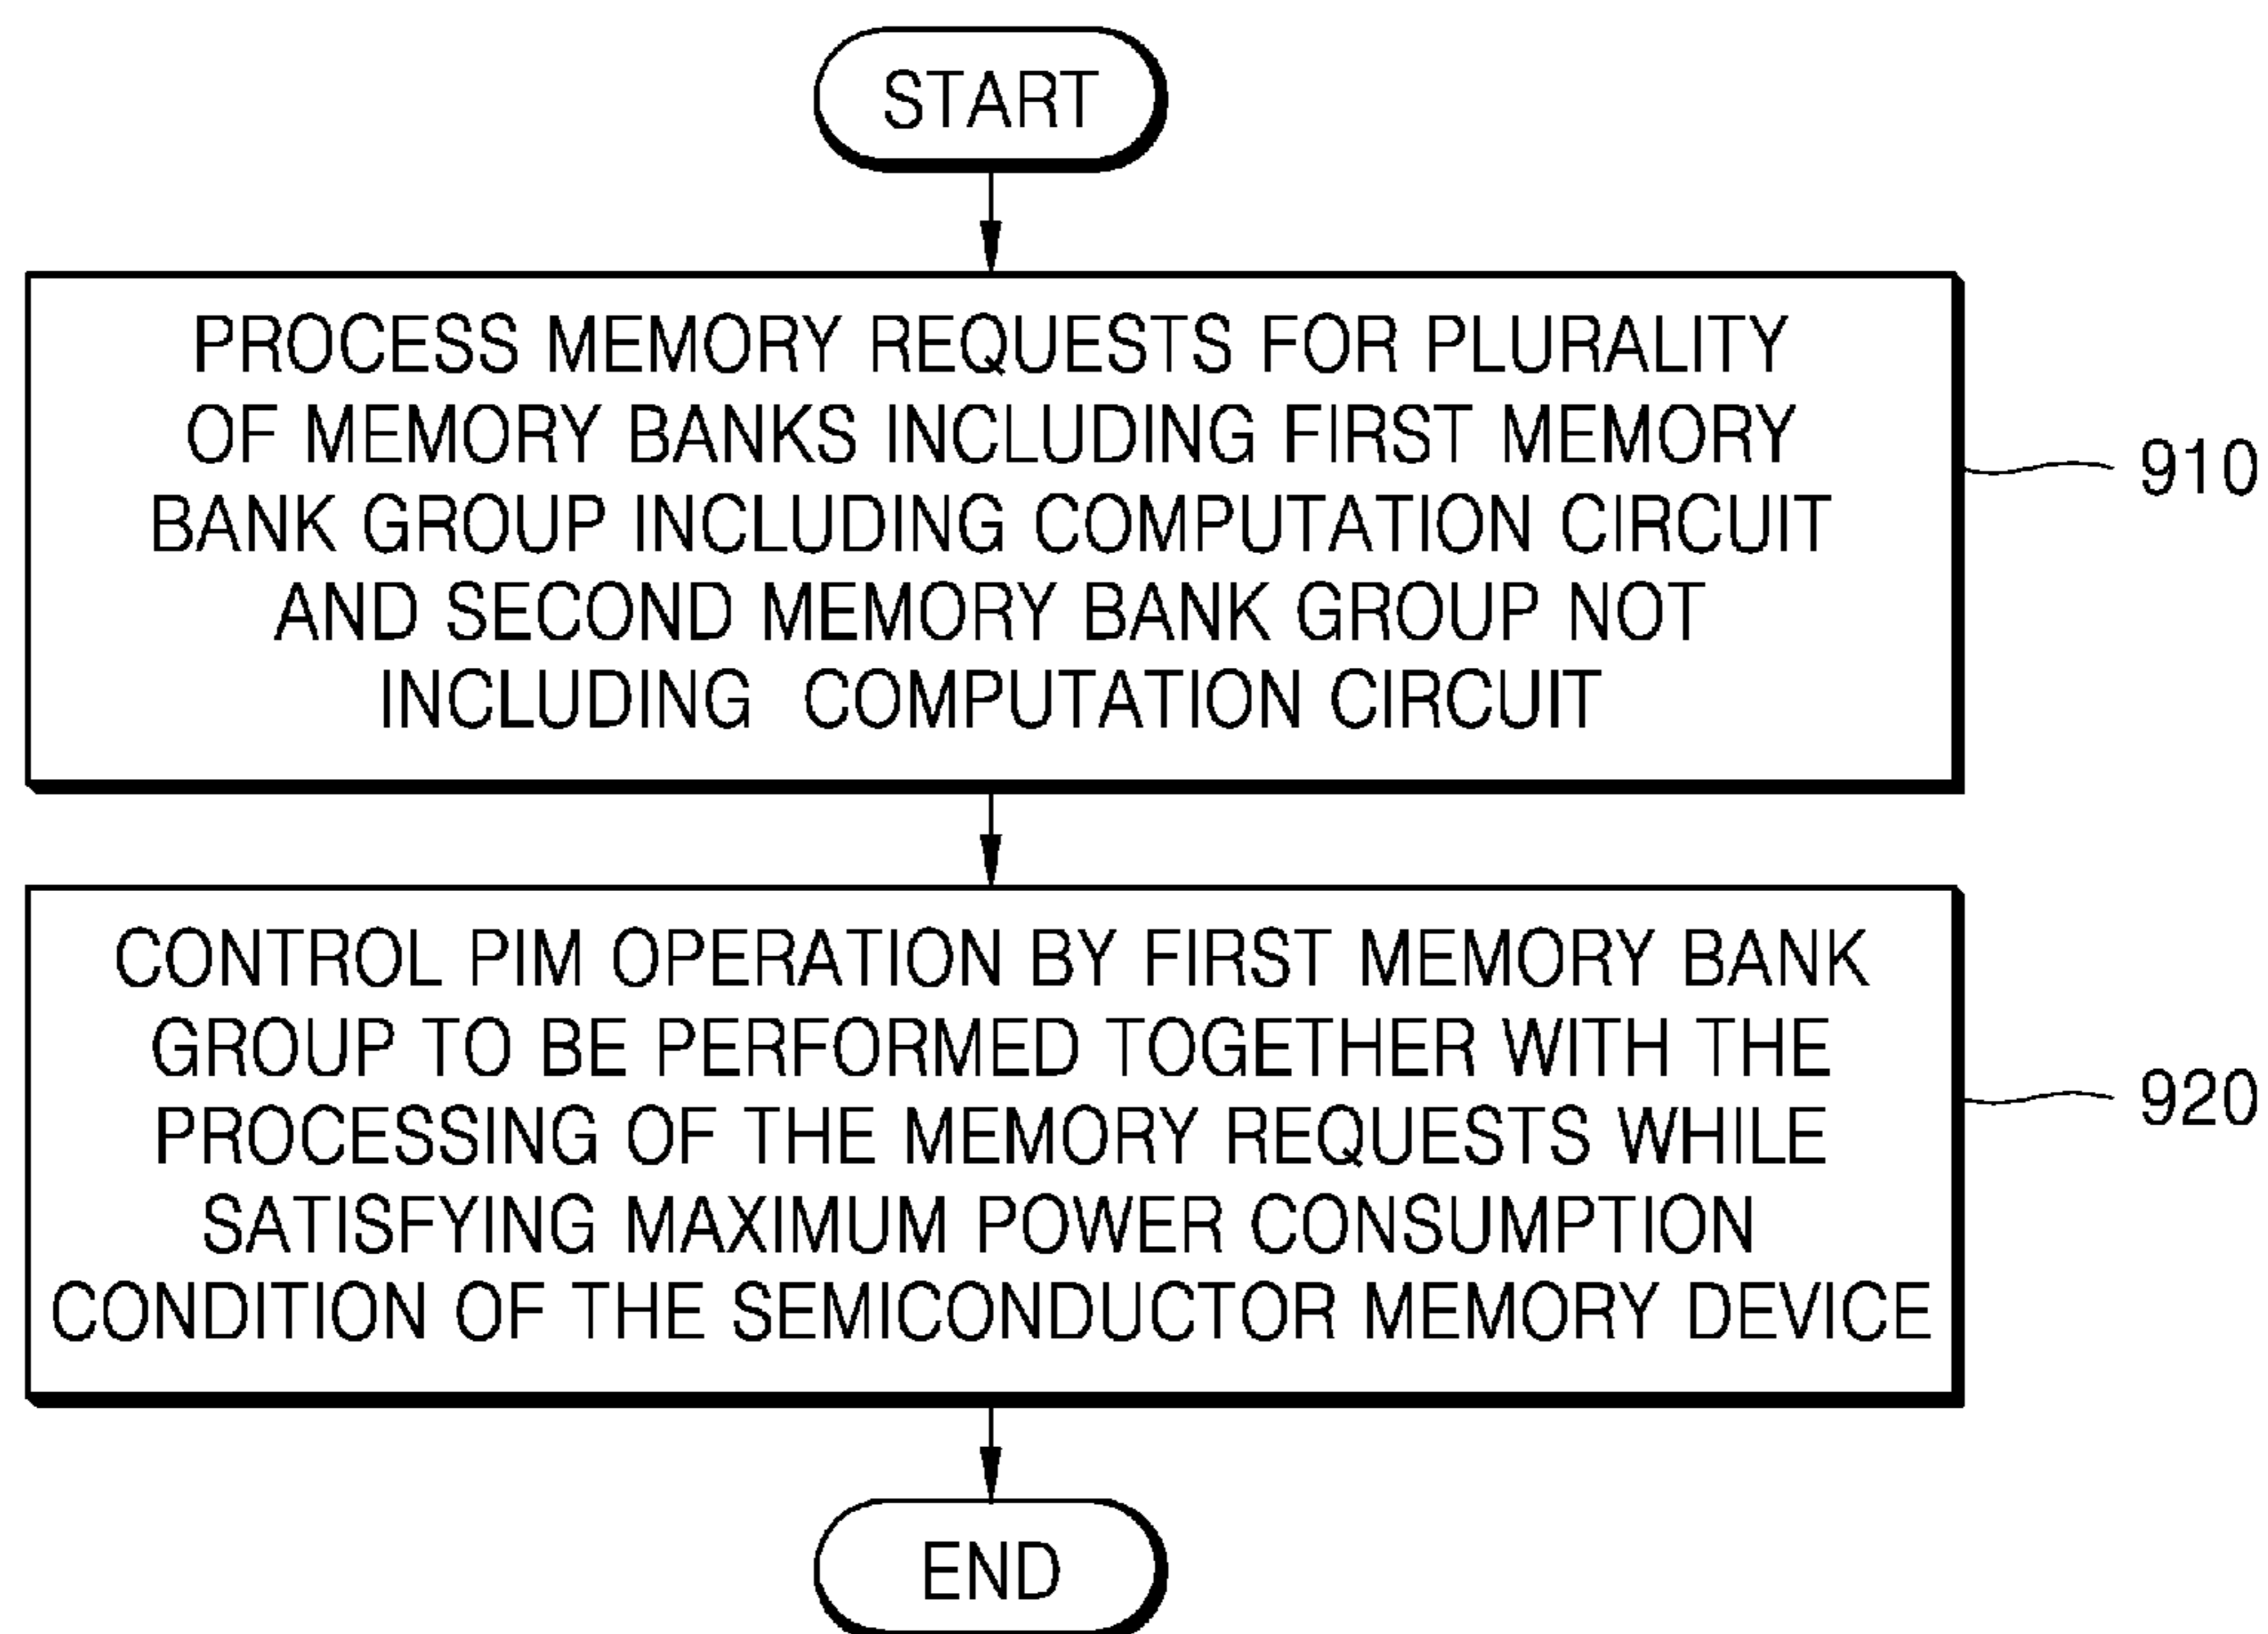 START
PROCESS MEMORY REQUESTS FOR PLURALITY
OF MEMORY BANKS INCLUDING FIRST MEMORY
BANK GROUP INCLUDING COMPUTATION CIRCUIT
AND SECOND MEMORY BANK GROUP NOT
INCLUDING COMPUTATION CIRCUIT
910
CONTROL PIM OPERATION BY FIRST MEMORY BANK
GROUP TO BE PERFORMED TOGETHER WITH THE
PROCESSING OF THE MEMORY REQUESTS WHILE
SATISFYING MAXIMUM POWER CONSUMPTION
CONDITION OF THE SEMICONDUCTOR MEMORY DEVICE
920
END